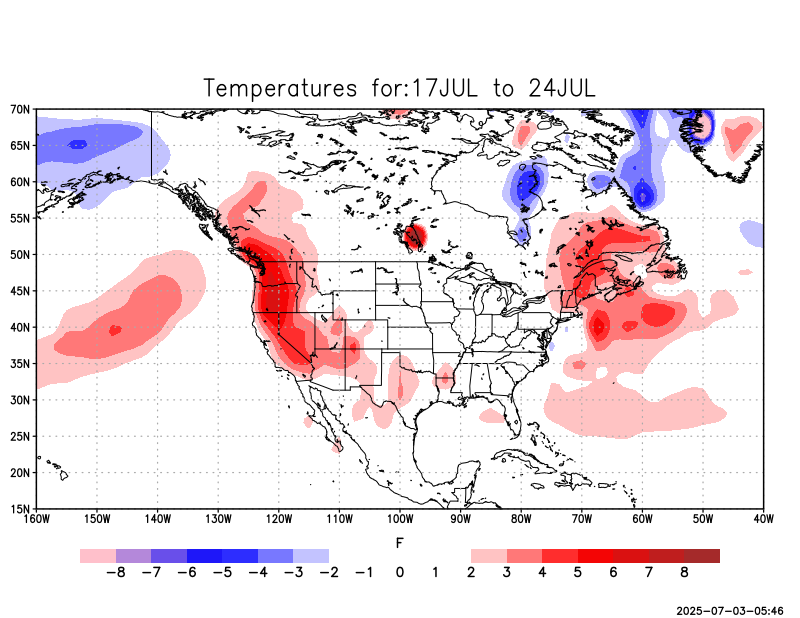 Temperatures for:17JUL to 24JUL
70N
65N
60N
55N
50N
45N
40N
35N
30N
25N
20N
15N
160W 150W 140W 130W 120W 110W 100W 90W 80W 70W 60W 50W 40W
F
−8 −7 −6 −5 −4 −3 −2 −1 0 1 2 3 4 5 6 7 8
2025-07-03-05:46